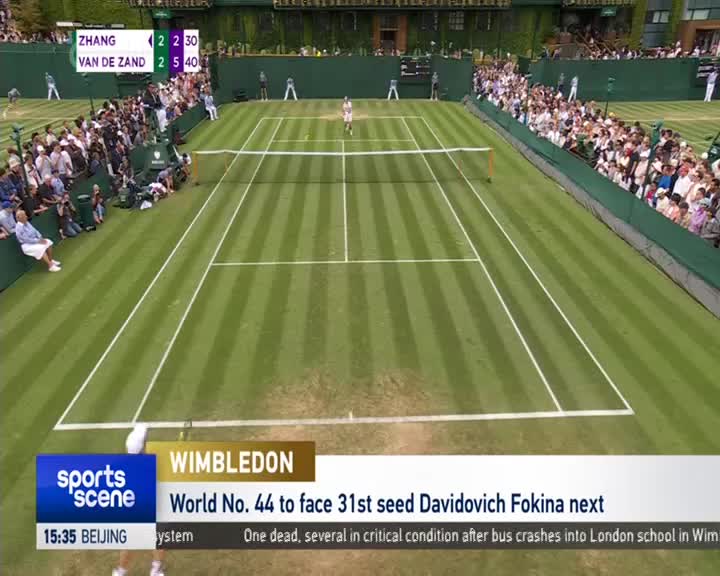 ZHANG 2 2 30
VAN DE ZAND 2 5 40
WIMBLEDON
sports scene
World No. 44 to face 31st seed Davidovich Fokina next
15:35 BEIJING
system One dead, several in critical condition after bus crashes into London school in Wim